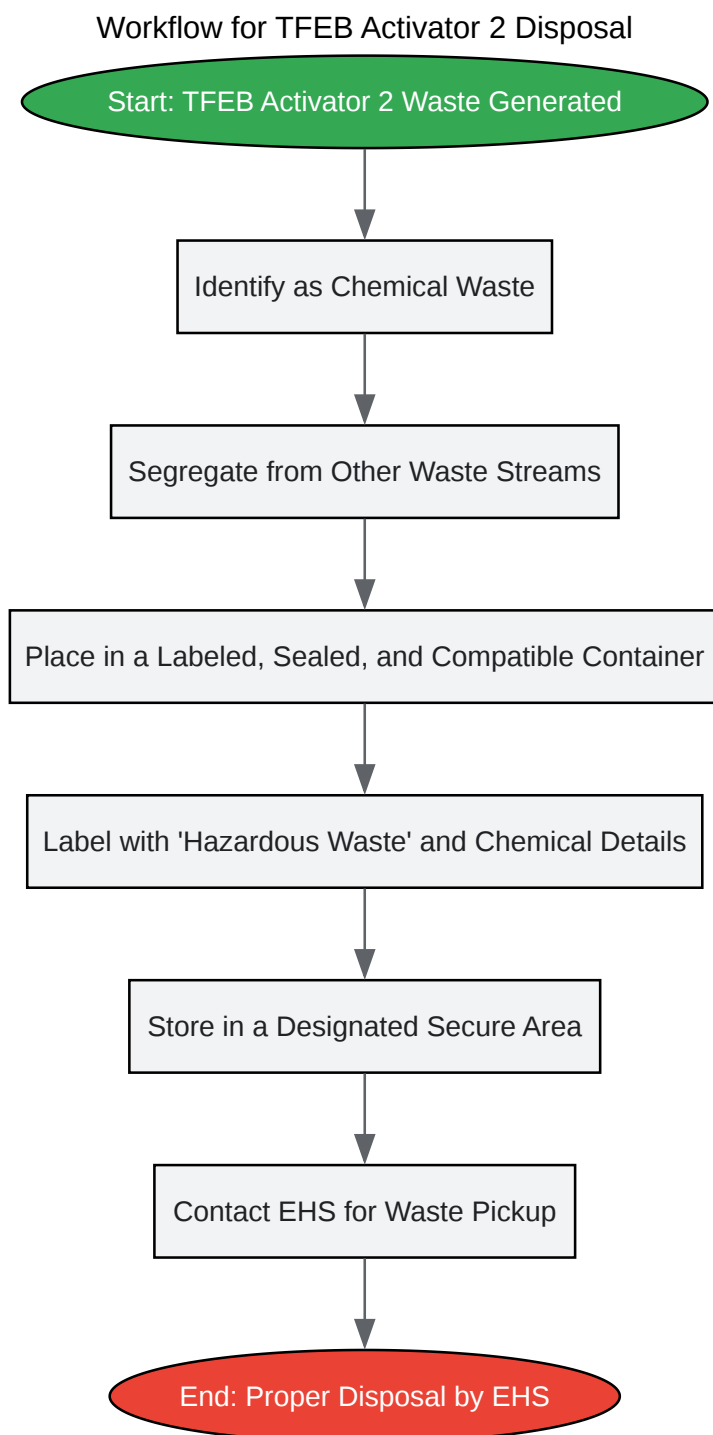 Workflow for TFEB Activator 2 Disposal
Start: TFEB Activator 2 Waste Generated
Identify as Chemical Waste
Segregate from Other Waste Streams
Place in a Labeled, Sealed, and Compatible Container
Label with 'Hazardous Waste' and Chemical Details
Store in a Designated Secure Area
Contact EHS for Waste Pickup
End: Proper Disposal by EHS